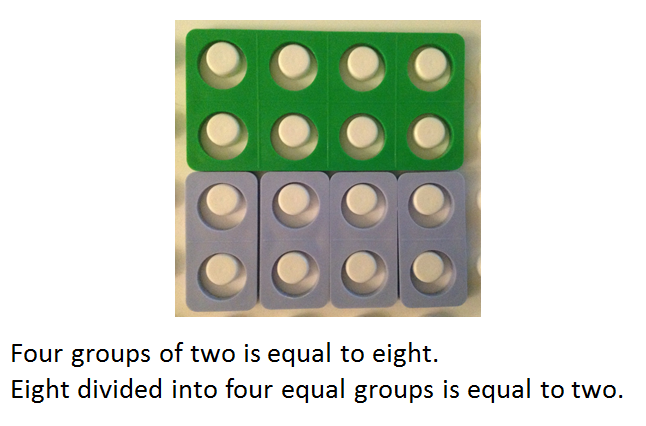 Four groups of two is equal to eight.
Eight divided into four equal groups is equal to two.